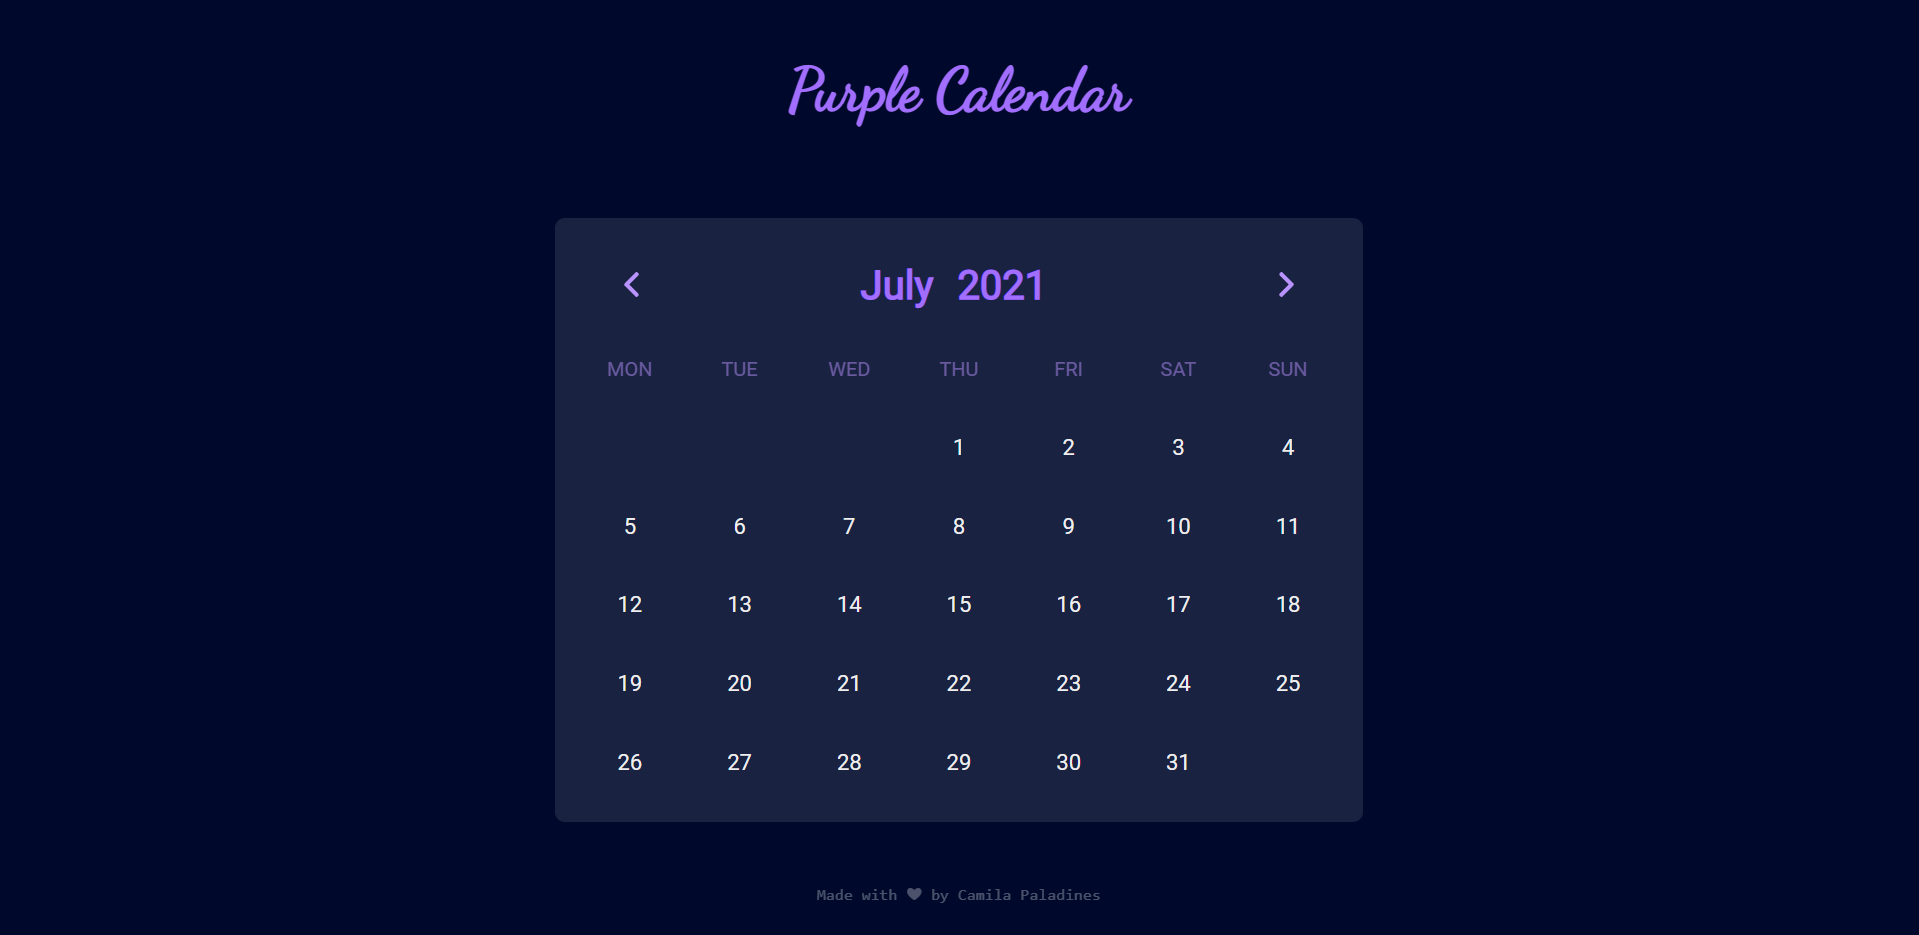 Purple Calendar
July 2021
MON TUE WED THU FRI SAT SUN
1 2 3 4
5 6 7 8 9 10 11
12 13 14 15 16 17 18
19 20 21 22 23 24 25
26 27 28 29 30 31
Made with ♥ by Camila Paladines